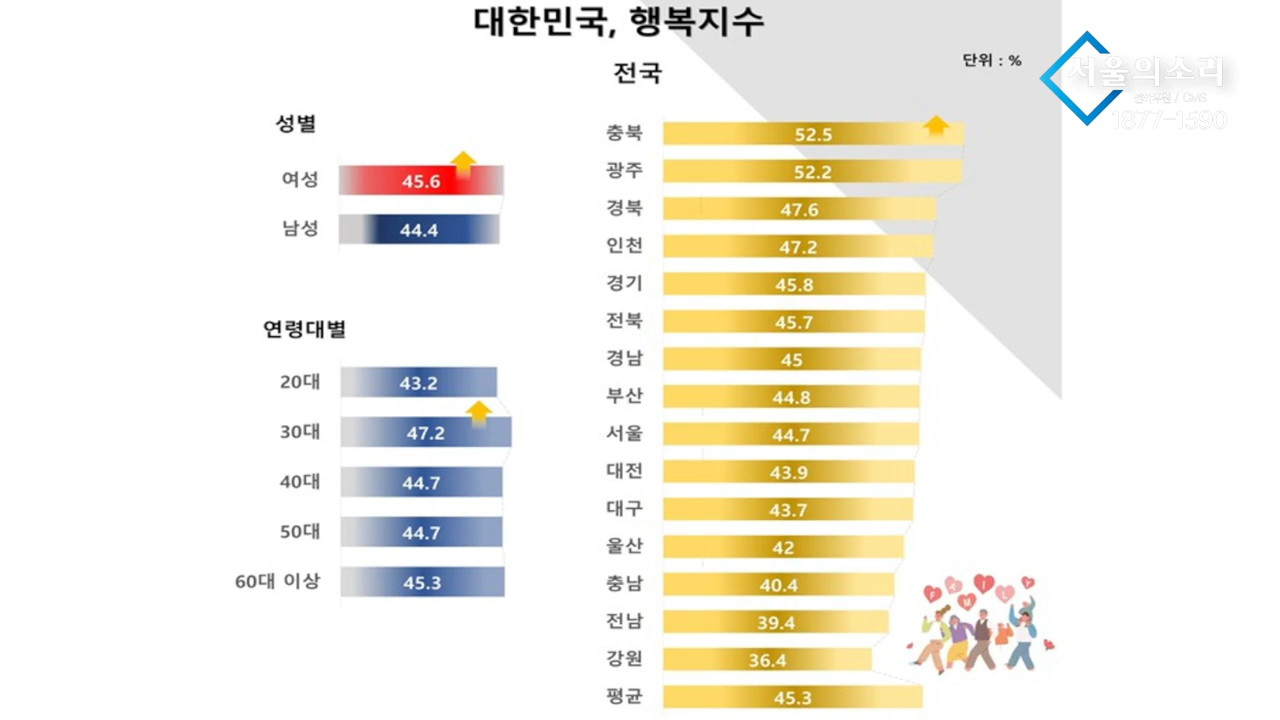 대한민국, 행복지수
전국
단위 : %
서울의소리
1877-1590
성별
여성 45.6
남성 44.4
연령대별
20대 43.2
30대 47.2
40대 44.7
50대 44.7
60대 이상 45.3
충북 52.5
광주 52.2
경북 47.6
인천 47.2
경기 45.8
전북 45.7
경남 45
부산 44.8
서울 44.7
대전 43.9
대구 43.7
울산 42
충남 40.4
전남 39.4
강원 36.4
평균 45.3
FAMILY